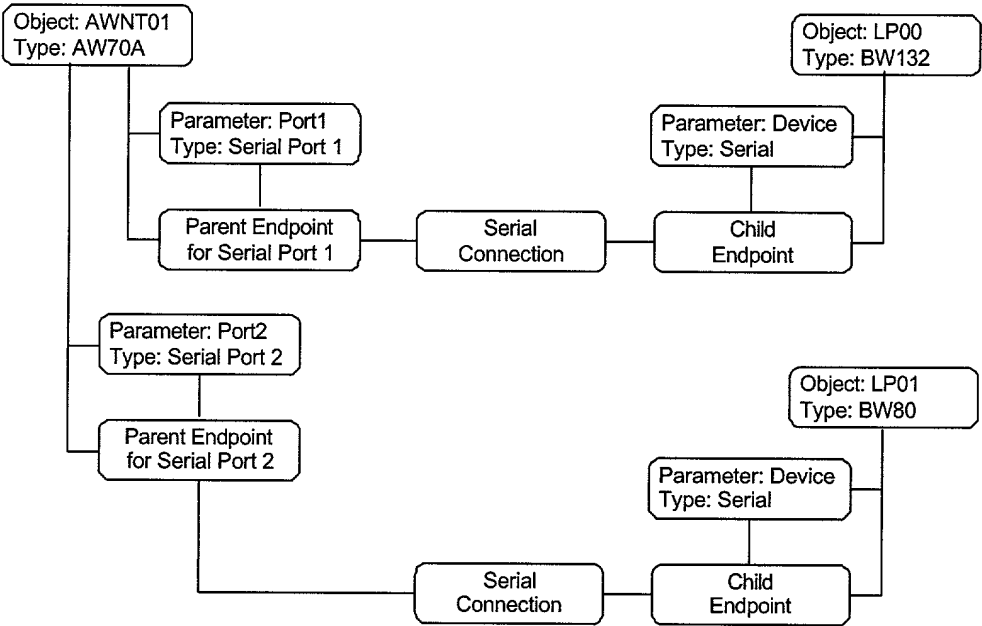 Object: AWNT01
Type: AW70A
Object: LP00
Type: BW132
Parameter: Port1
Type: Serial Port 1
Parameter: Device
Type: Serial
Parent Endpoint
for Serial Port 1
Serial
Connection
Child
Endpoint
Parameter: Port2
Type: Serial Port 2
Object: LP01
Type: BW80
Parent Endpoint
for Serial Port 2
Parameter: Device
Type: Serial
Serial
Connection
Child
Endpoint